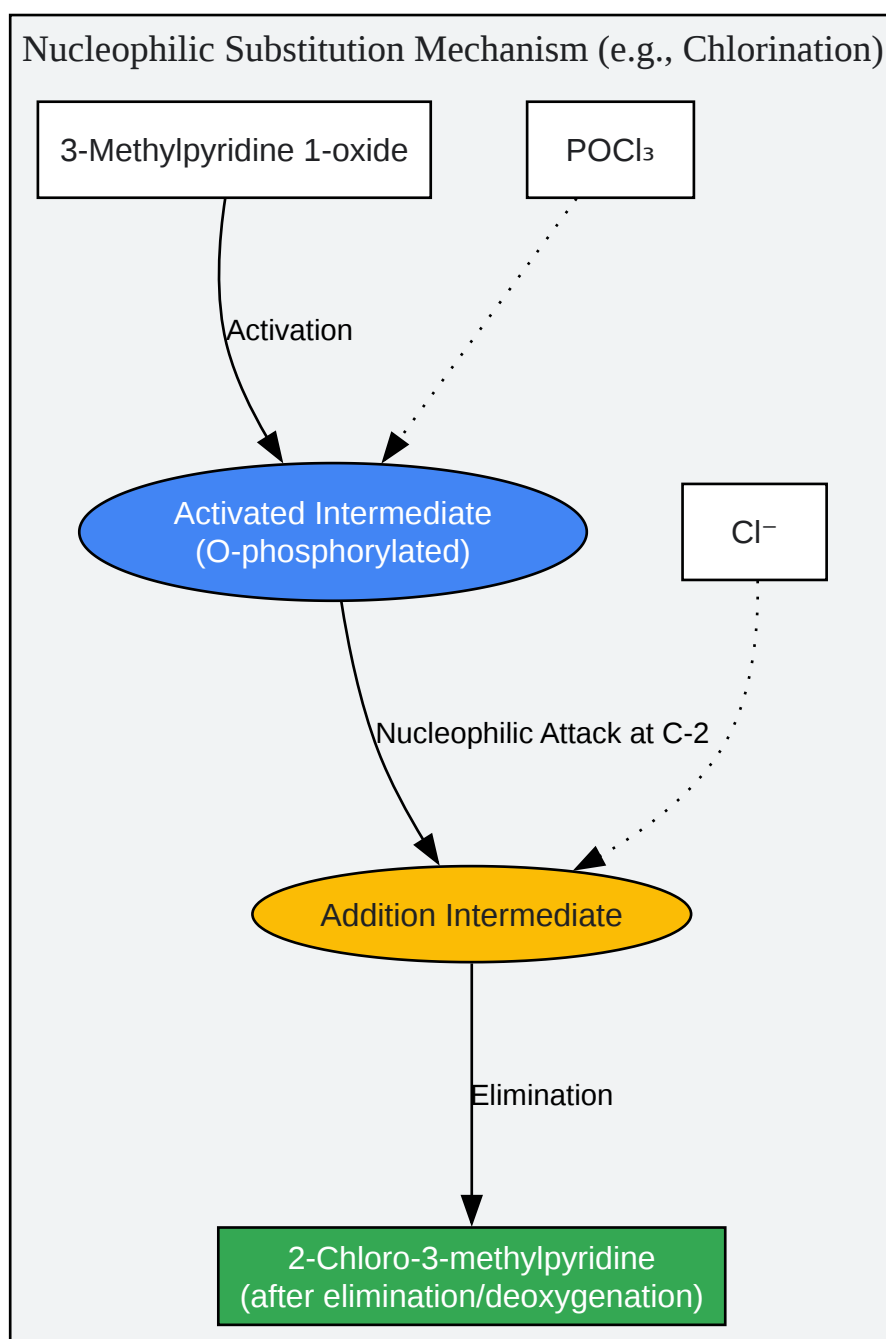 Nucleophilic Substitution Mechanism (e.g., Chlorination)
3-Methylpyridine 1-oxide
POCl₃
Activation
Activated Intermediate
(O-phosphorylated)
Cl⁻
Nucleophilic Attack at C-2
Addition Intermediate
Elimination
2-Chloro-3-methylpyridine
(after elimination/deoxygenation)